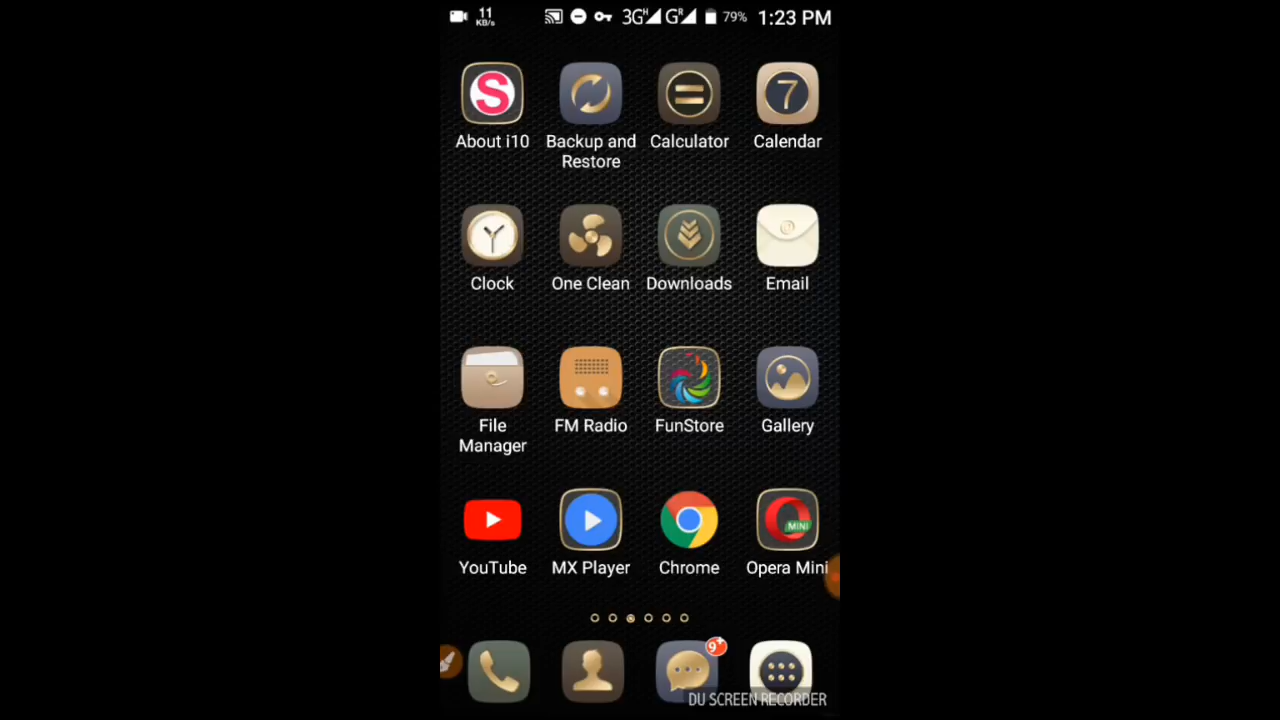 11
KB/s
3G H G R 79% 1:23 PM
S
7
About i10 Backup and Restore Calculator Calendar
Clock One Clean Downloads Email
File Manager FM Radio FunStore Gallery
MINI
YouTube MX Player Chrome Opera Mini
9+
DU SCREEN RECORDER